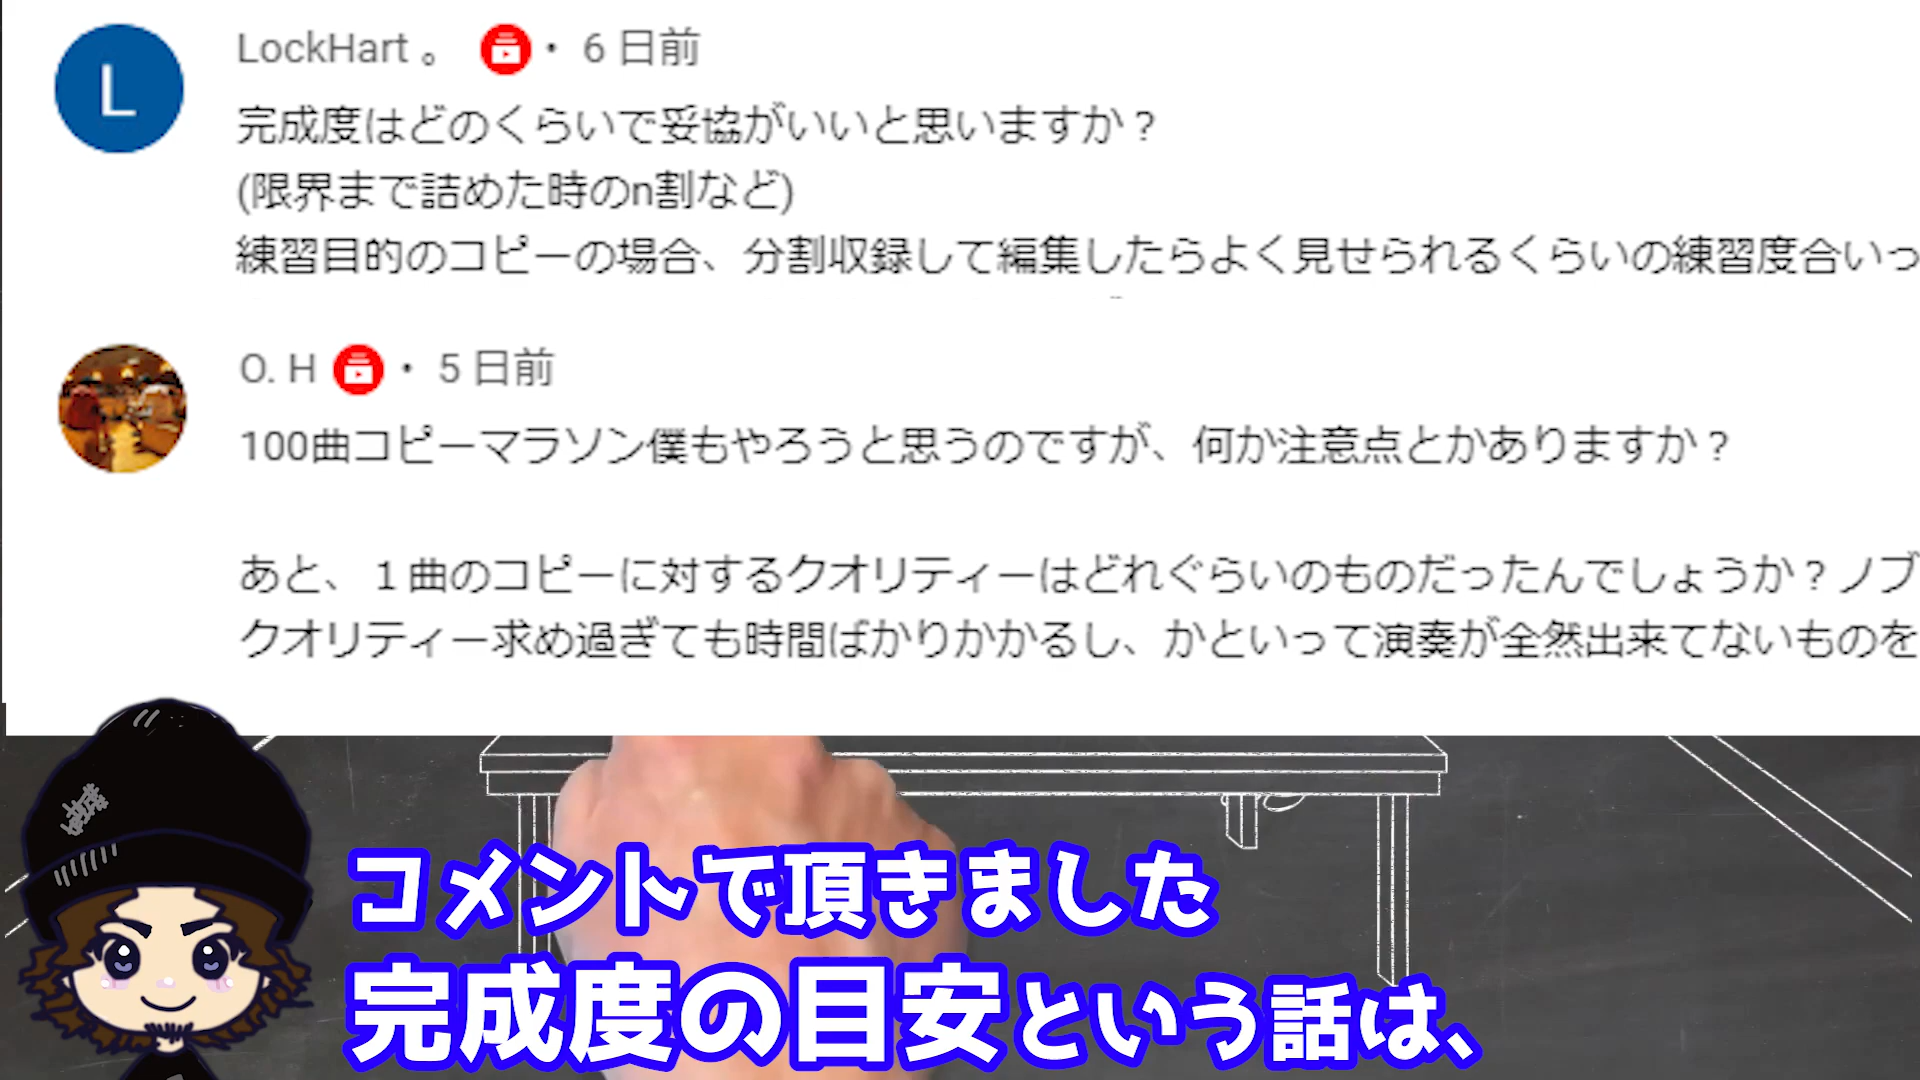 L
LockHart 。 ・ 6 日前
完成度はどのくらいで妥協がいいと思いますか？
(限界まで詰めた時のn割など)
練習目的のコピーの場合、分割収録して編集したらよく見せられるくらいの練習度合いっ
O. H ・ 5 日前
100曲コピーマラソン僕もやろうと思うのですが、何か注意点とかありますか？
あと、１曲のコピーに対するクオリティーはどれぐらいのものだったんでしょうか？ノブ
クオリティー求め過ぎても時間ばかりかかるし、かといって演奏が全然出来てないものを
コメントで頂きました
完成度の目安という話は、